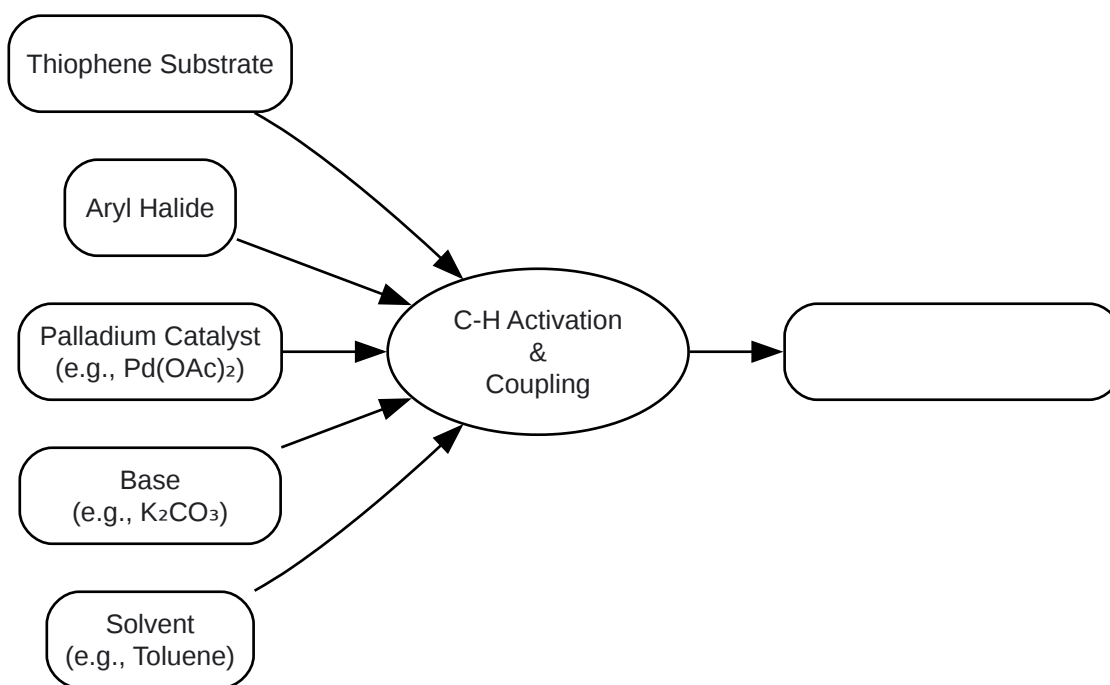 Thiophene Substrate
Aryl Halide
Palladium Catalyst
(e.g., Pd(OAc)₂)
Base
(e.g., K₂CO₃)
Solvent
(e.g., Toluene)
C-H Activation
&
Coupling